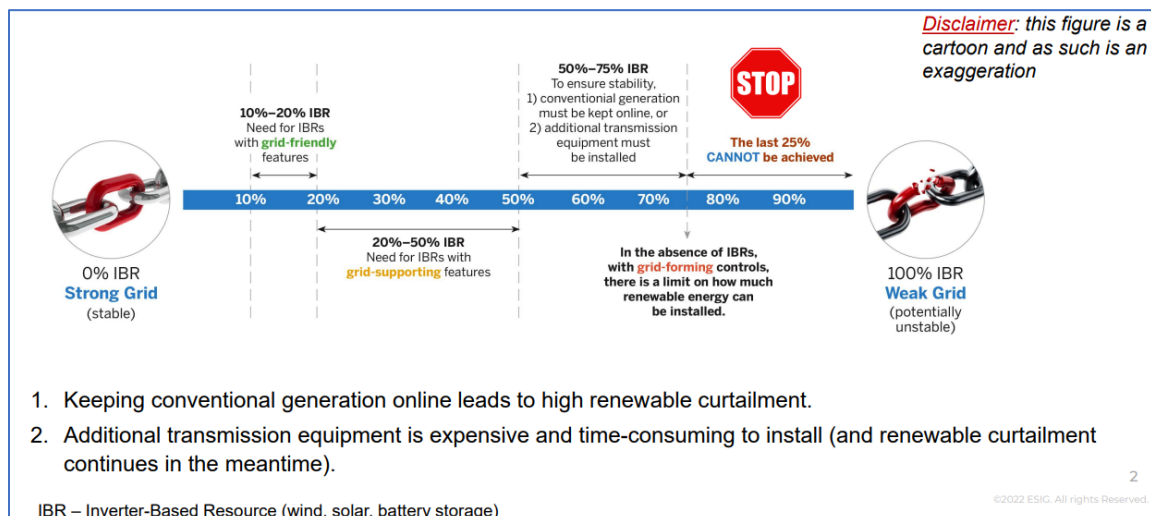 Disclaimer: this figure is a
cartoon and as such is an
exaggeration
10%–20% IBR
Need for IBRs
with grid-friendly
features
50%–75% IBR
To ensure stability,
1) conventionial generation
must be kept online, or
2) additional transmission
equipment must
be installed
STOP
The last 25%
CANNOT be achieved
10% 20% 30% 40% 50% 60% 70% 80% 90%
0% IBR
Strong Grid
(stable)
20%–50% IBR
Need for IBRs with
grid-supporting features
In the absence of IBRs,
with grid-forming controls,
there is a limit on how much
renewable energy can
be installed.
100% IBR
Weak Grid
(potentially
unstable)
1. Keeping conventional generation online leads to high renewable curtailment.
2. Additional transmission equipment is expensive and time-consuming to install (and renewable curtailment
continues in the meantime).
2
©2022 ESIG. All rights Reserved.
IBR – Inverter-Based Resource (wind, solar, battery storage)